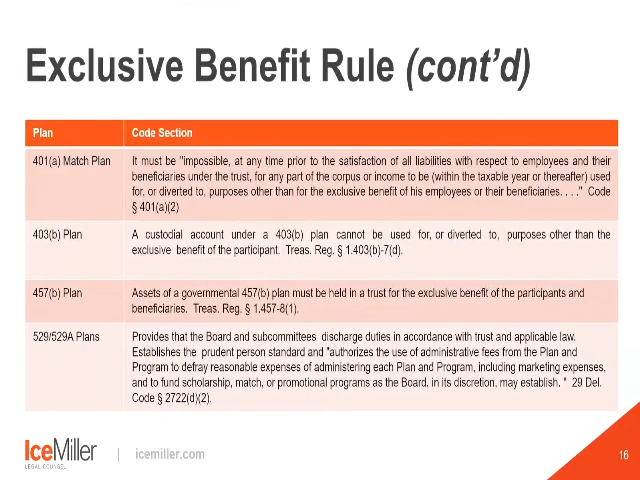 Exclusive Benefit Rule (cont'd)
Plan
Code Section
401(a) Match Plan
It must be "impossible, at any time prior to the satisfaction of all liabilities with respect to employees and their
beneficiaries under the trust, for any part of the corpus or income to be (within the taxable year or thereafter) used
for, or diverted to, purposes other than for the exclusive benefit of his employees or their beneficiaries. . . ." Code
§ 401(a)(2)
403(b) Plan
A custodial account under a 403(b) plan cannot be used for, or diverted to, purposes other than the
exclusive benefit of the participant. Treas. Reg. § 1.403(b)-7(d).
457(b) Plan
Assets of a governmental 457(b) plan must be held in a trust for the exclusive benefit of the participants and
beneficiaries. Treas. Reg. § 1.457-8(1).
529/529A Plans
Provides that the Board and subcommittees discharge duties in accordance with trust and applicable law.
Establishes the prudent person standard and "authorizes the use of administrative fees from the Plan and
Program to defray reasonable expenses of administering each Plan and Program, including marketing expenses,
and to fund scholarship, match, or promotional programs as the Board, in its discretion, may establish. " 29 Del.
Code § 2722(d)(2).
IceMiller
LEGAL COUNSEL
icemiller.com
16